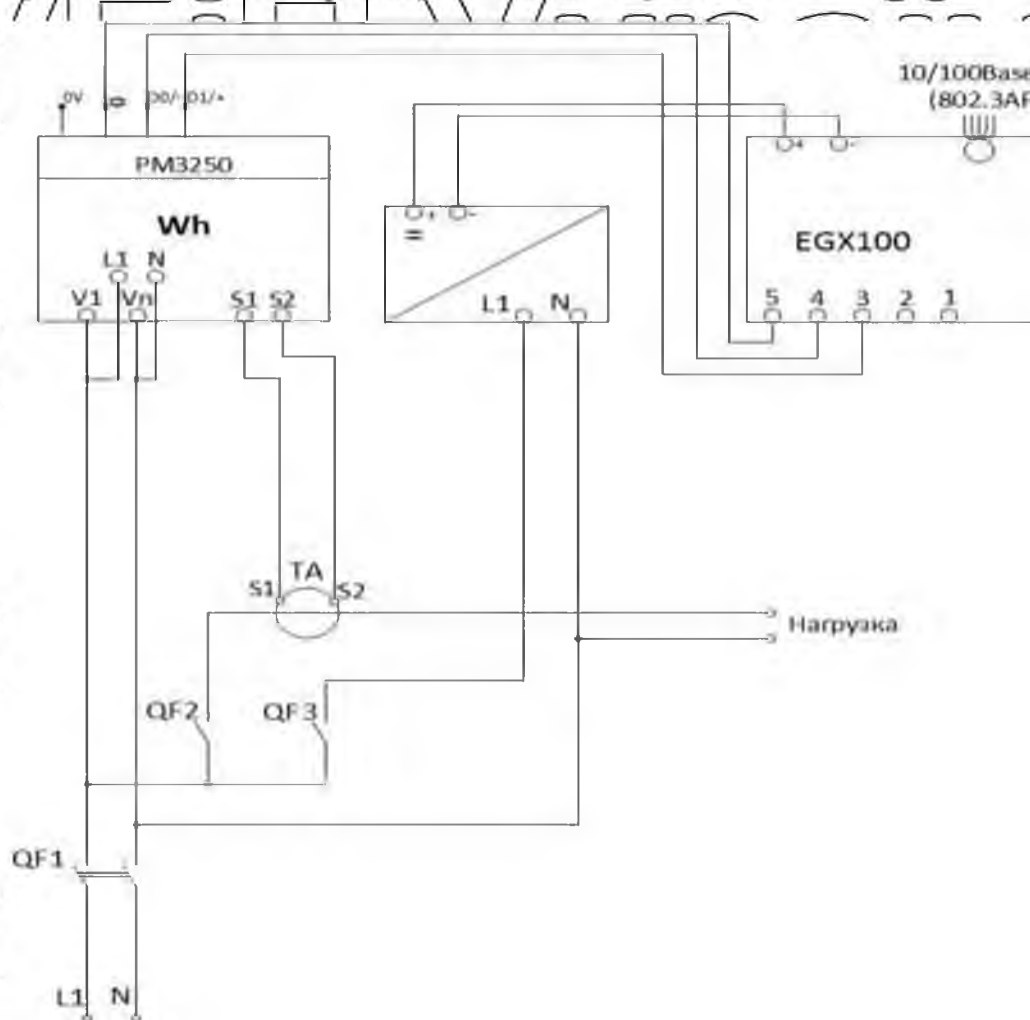 10/100Base
(802.3AF
0V D0/- D1/+
PM3250
Wh
L1 N
V1 Vn S1 S2
+ -
=
L1 N
+ -
EGX100
5 4 3 2 1
TA
S1 S2
Нагрузка
QF2 QF3
QF1
L1 N